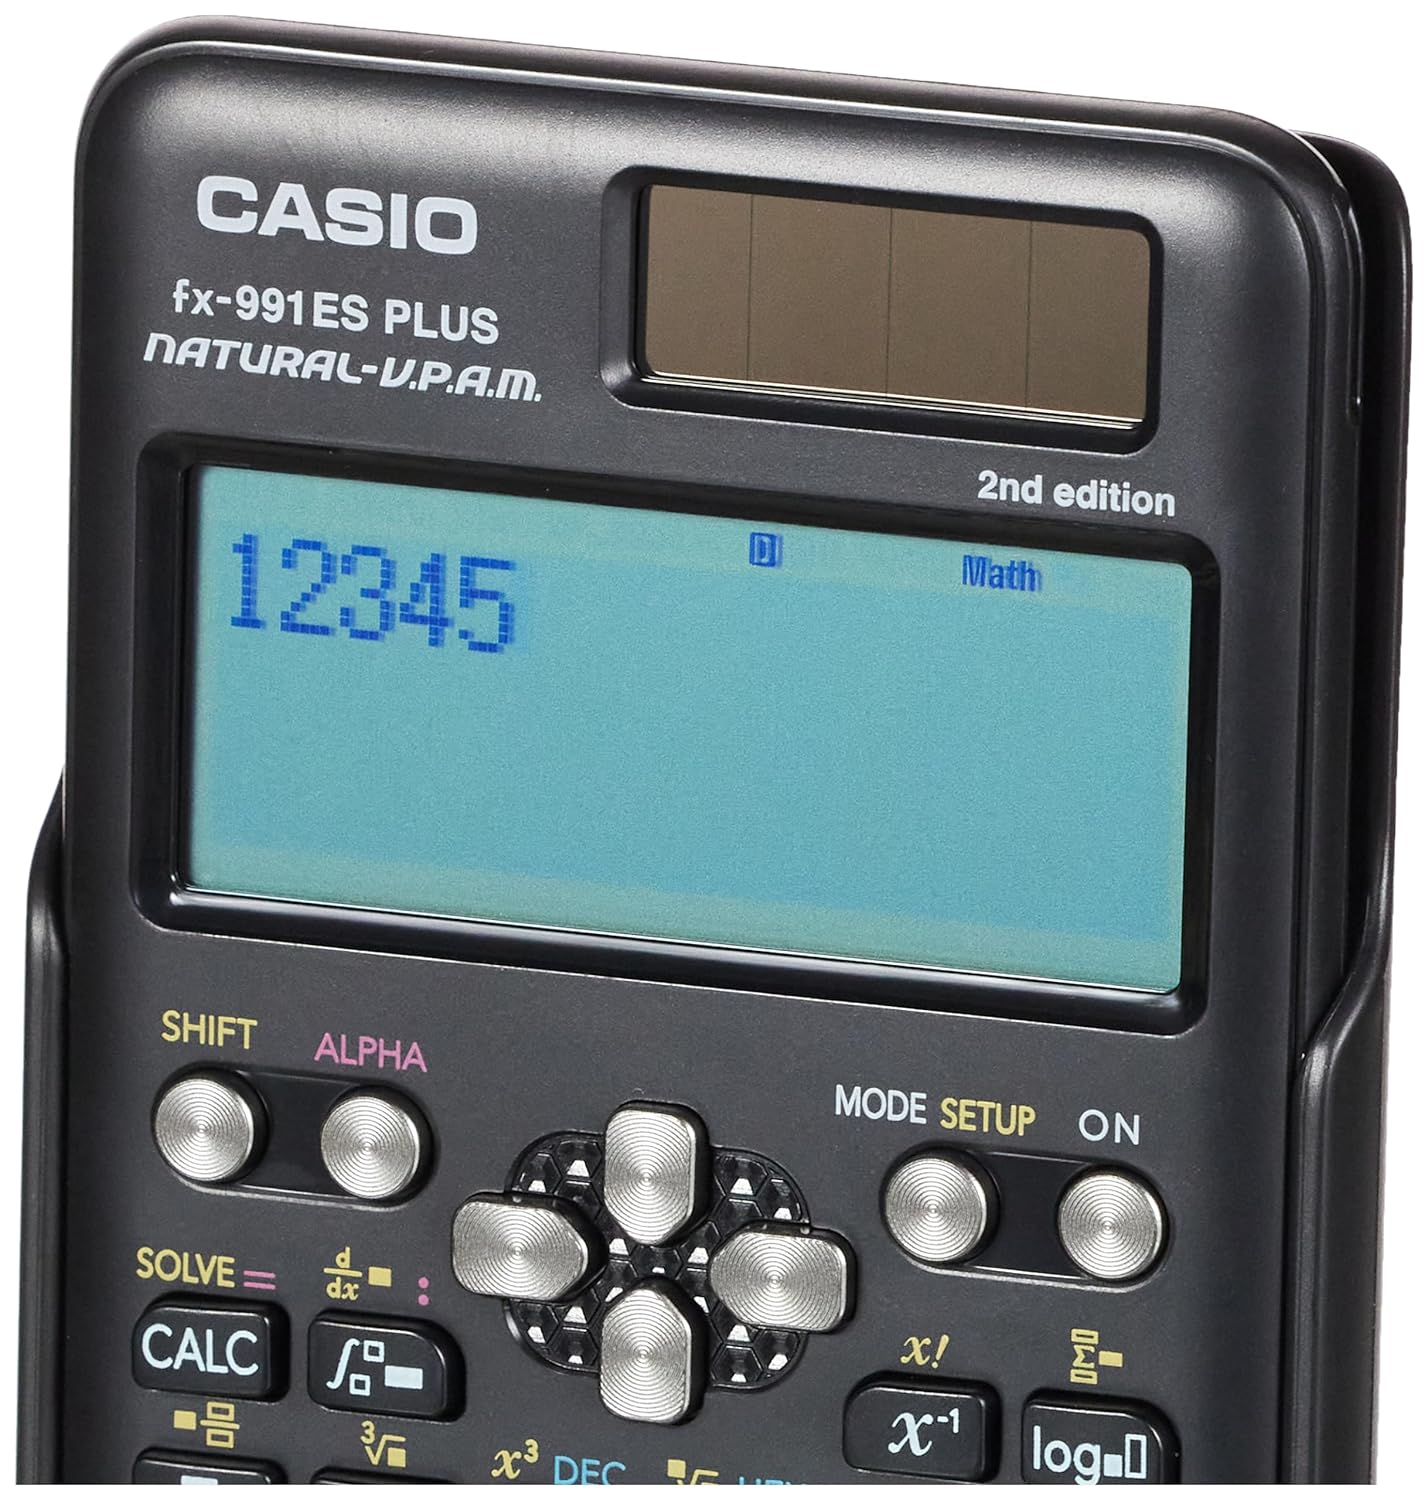 CASIO
fx-991ES PLUS
NATURAL-V.P.A.M.
2nd edition
12345 D Math
SHIFT ALPHA
MODE SETUP ON
SOLVE = d/dx ■ :
CALC ∫
x! Σ
x⁻¹ log
³√■ x³ DEC